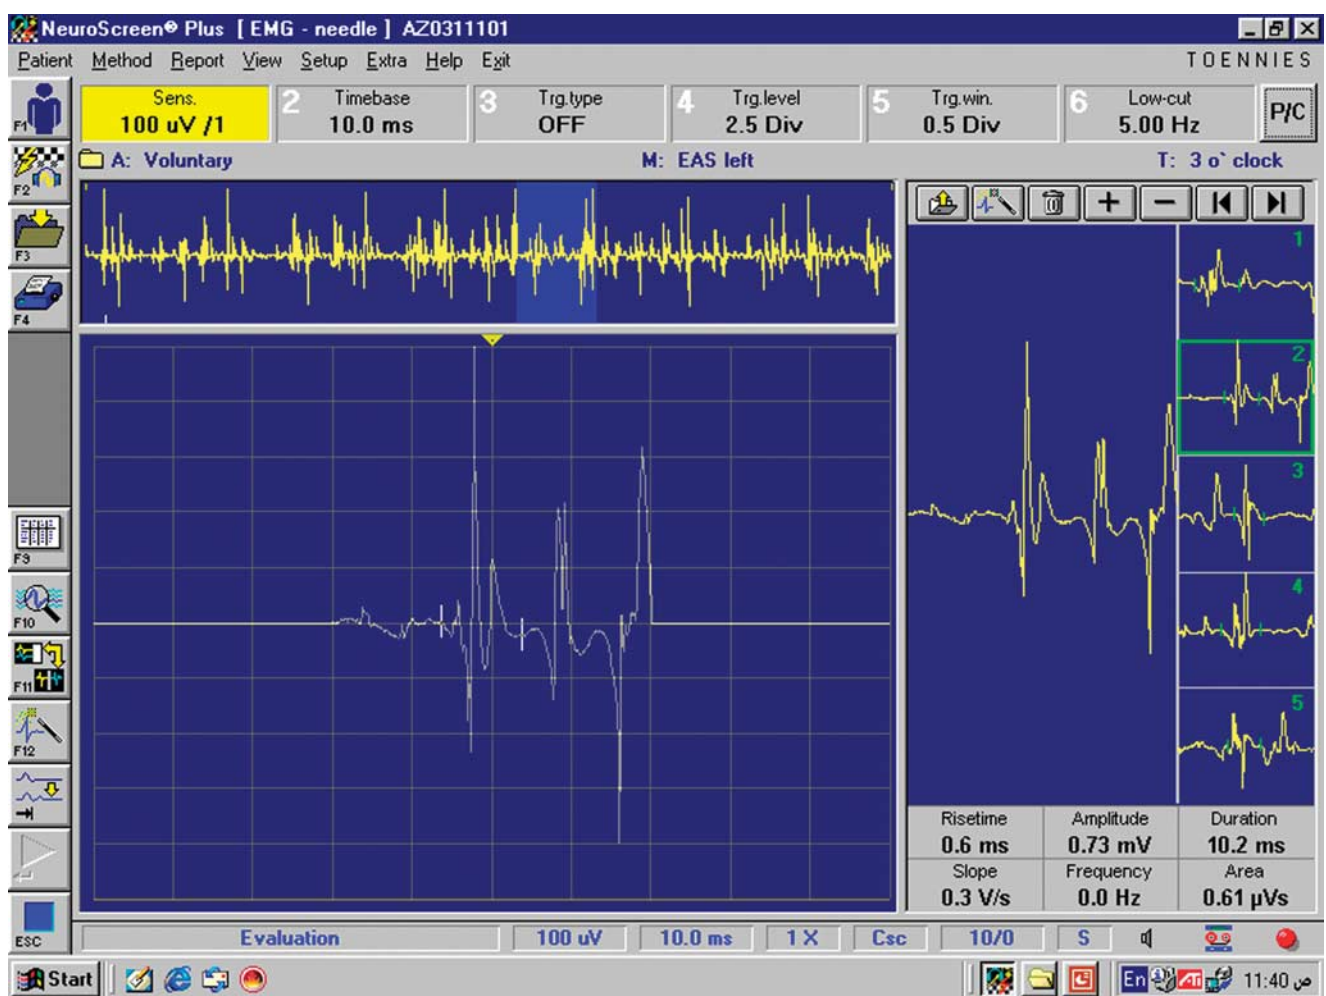 NeuroScreen® Plus [ EMG - needle ] AZ0311101
Patient Method Report View Setup Extra Help Exit TOENNIES
F1
Sens.
100 uV /1
2 Timebase
10.0 ms
3 Trg.type
OFF
4 Trg.level
2.5 Div
5 Trg.win.
0.5 Div
6 Low-cut
5.00 Hz
P/C
F2
A: Voluntary M: EAS left T: 3 o` clock
F3
F4
1
2
3
4
5
F9
F10
F11
F12
Risetime Amplitude Duration
0.6 ms 0.73 mV 10.2 ms
Slope Frequency Area
0.3 V/s 0.0 Hz 0.61 µVs
ESC Evaluation 100 uV 10.0 ms 1 X Csc 10/0 S
Start En ATI 11:40 ص